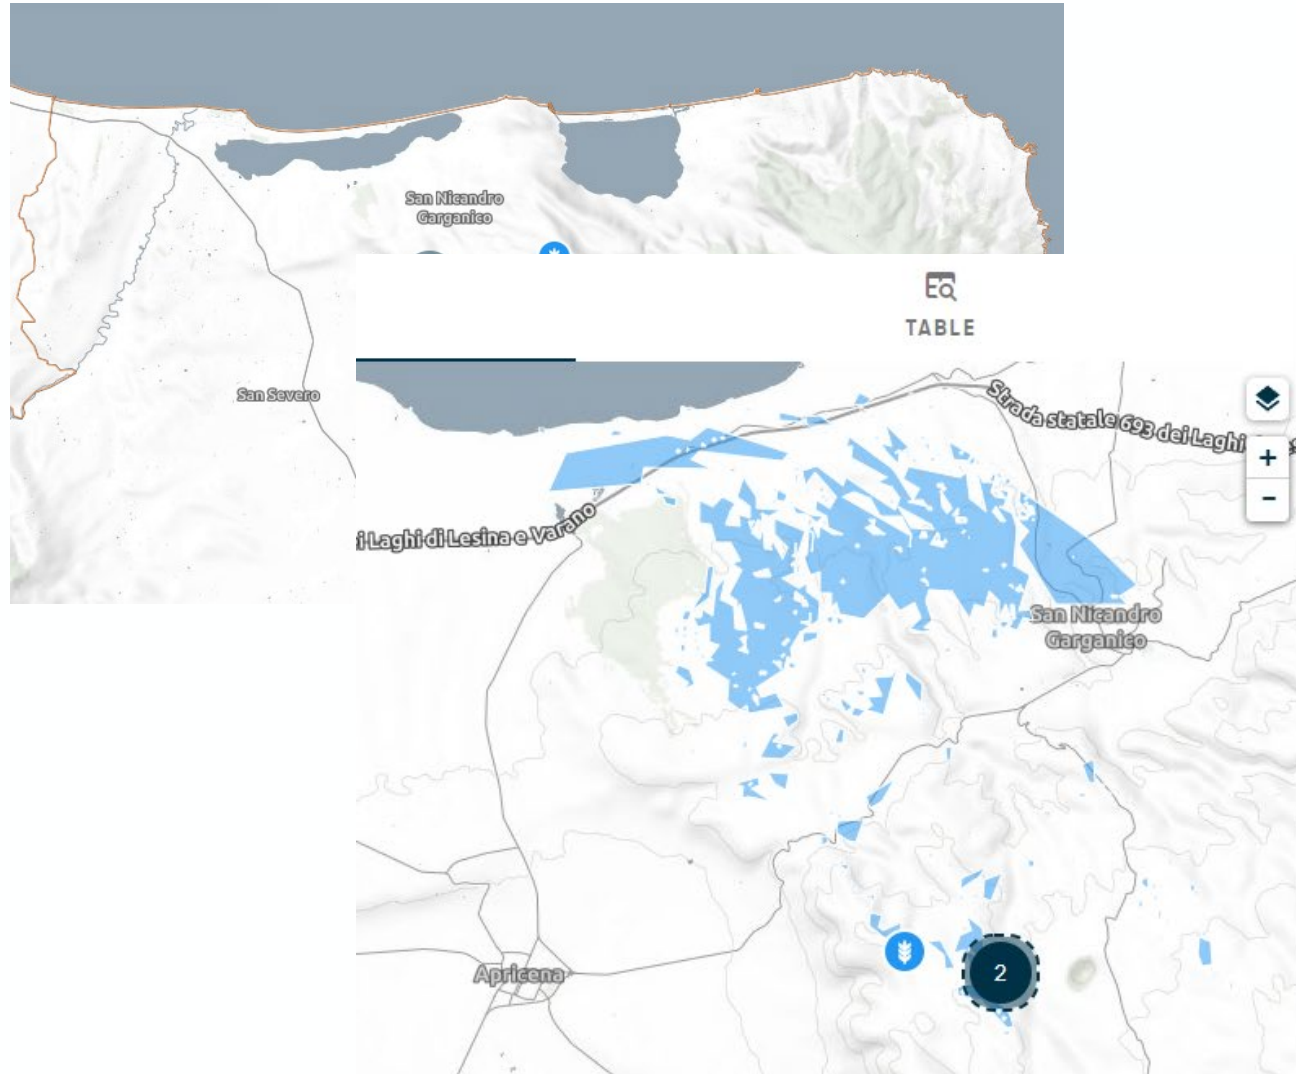 San Nicandro
Garganico
San Severo
TABLE
Strada statale 693 dei Laghi
i Laghi di Lesina e Varano
San Nicandro
Garganico
Apricena
2
+
-